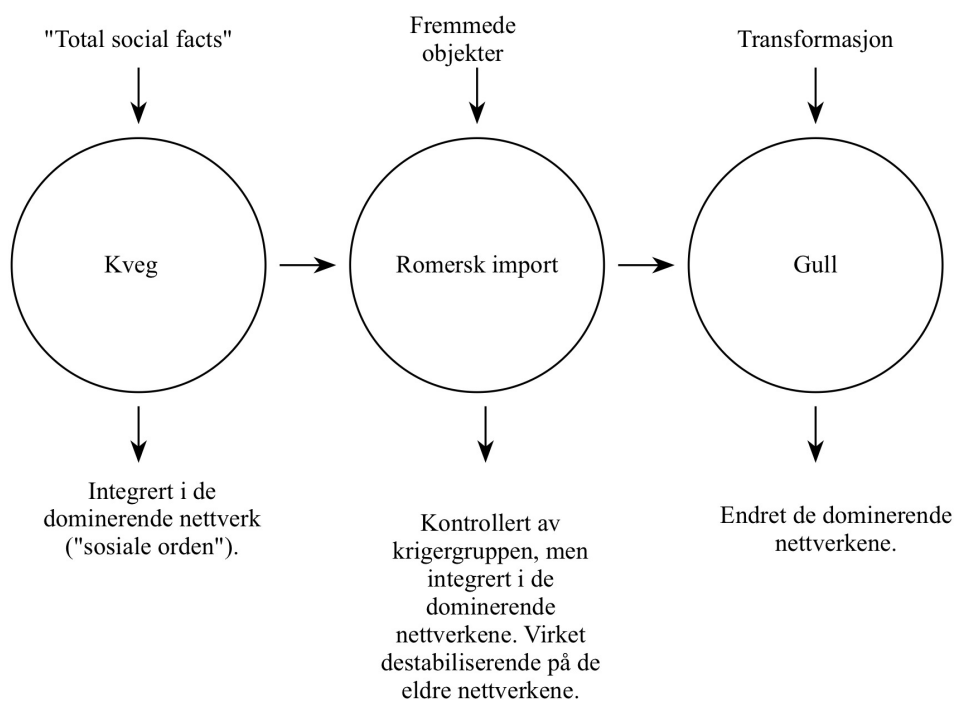 "Total social facts"
Fremmede
objekter
Transformasjon
Kveg
Romersk import
Gull
Integrert i de
dominerende nettverk
("sosiale orden").
Kontrollert av
krigergruppen, men
integrert i de
dominerende
nettverkene. Virket
destabiliserende på de
eldre nettverkene.
Endret de dominerende
nettverkene.